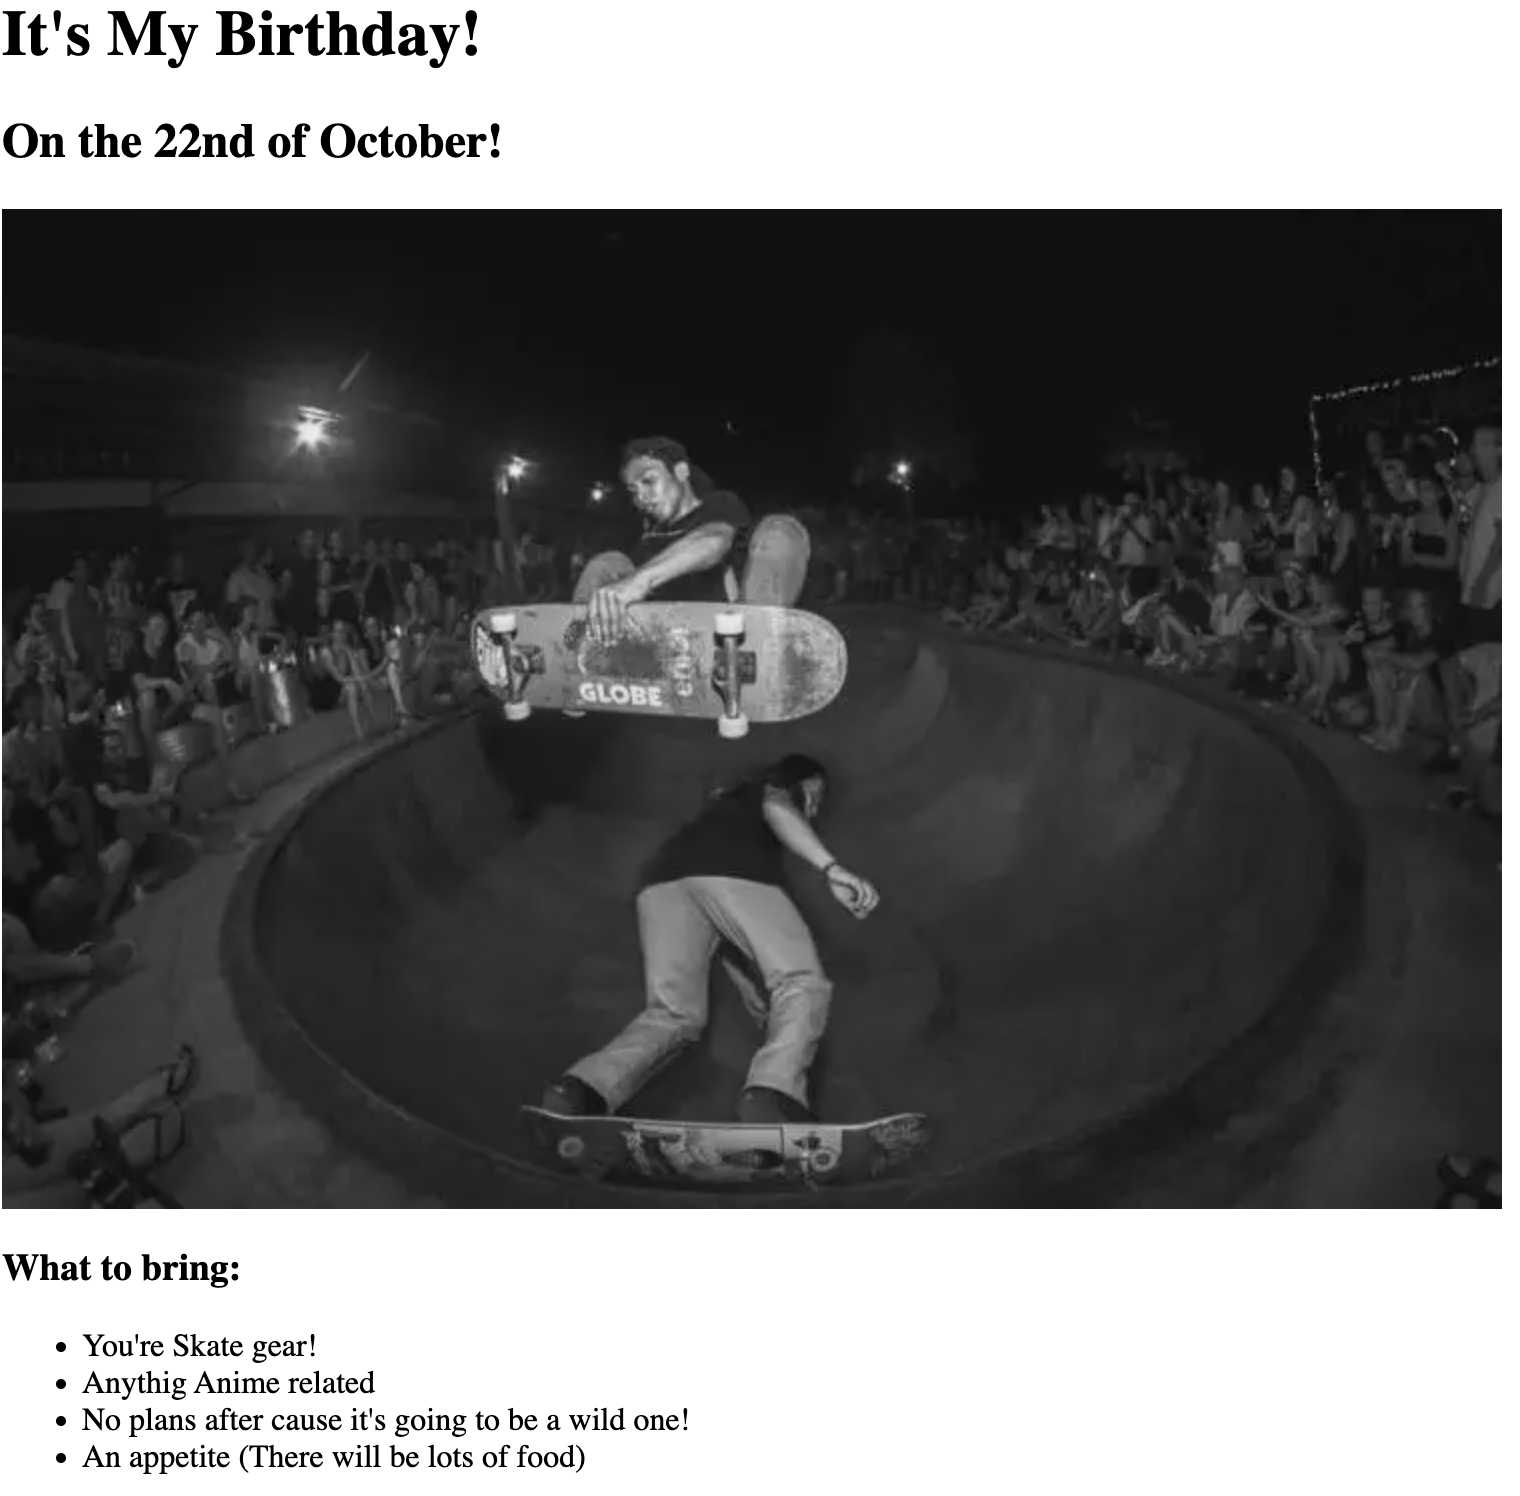 It's My Birthday!
On the 22nd of October!
GLOBE
What to bring:
You're Skate gear!
Anythig Anime related
No plans after cause it's going to be a wild one!
An appetite (There will be lots of food)